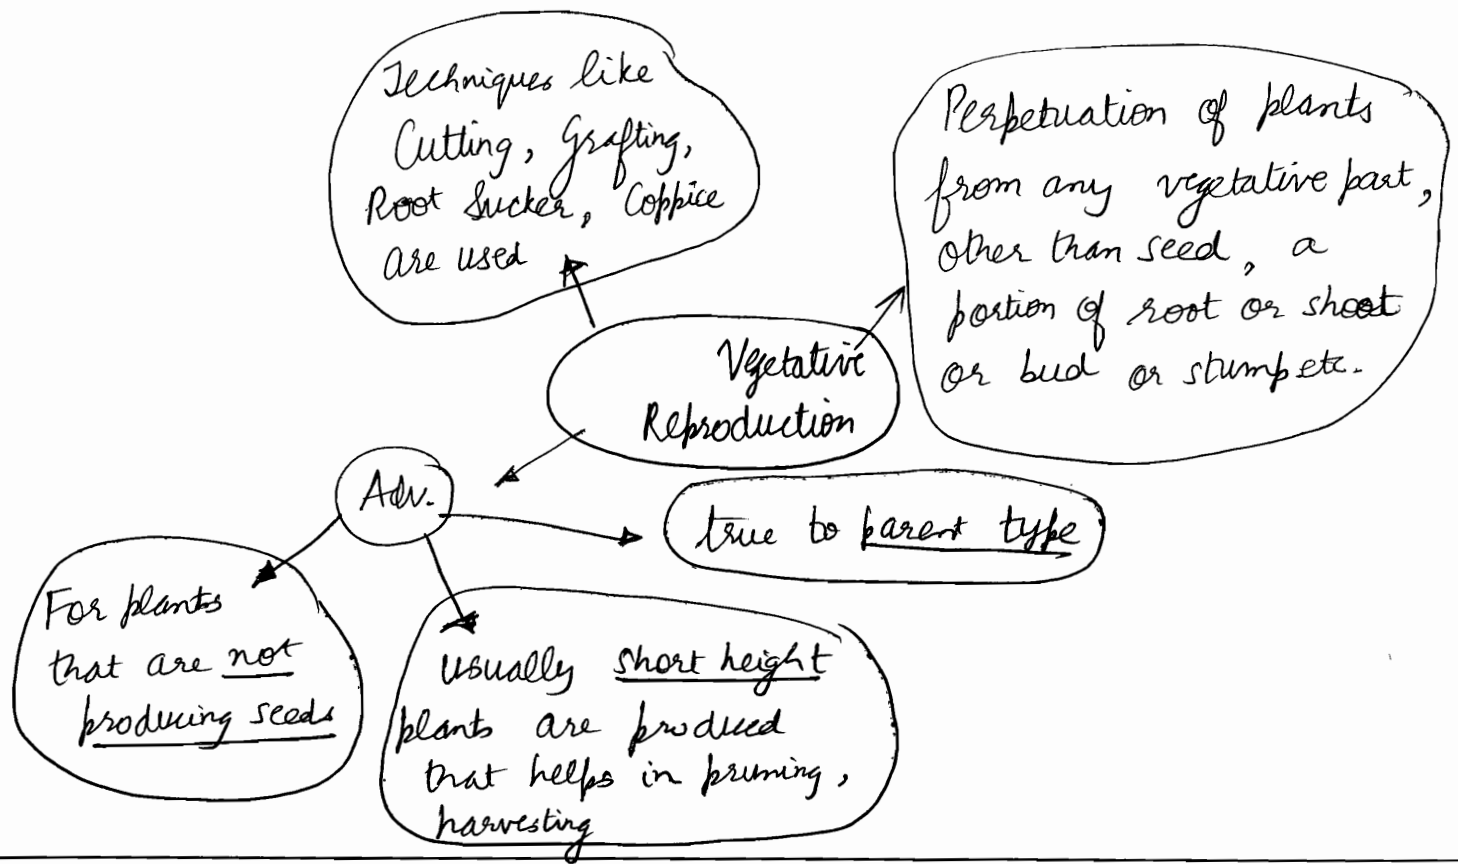 Techniques like
Cutting, Grafting,
Root Sucker, Coppice
are used
Perpetuation of plants
from any vegetative part,
other than seed, a
portion of root or shoot
or bud or stump etc.
Vegetative
Reproduction
Adv.
true to parent type
For plants
that are not
producing seeds
usually short height
plants are produced
that helps in pruning,
harvesting